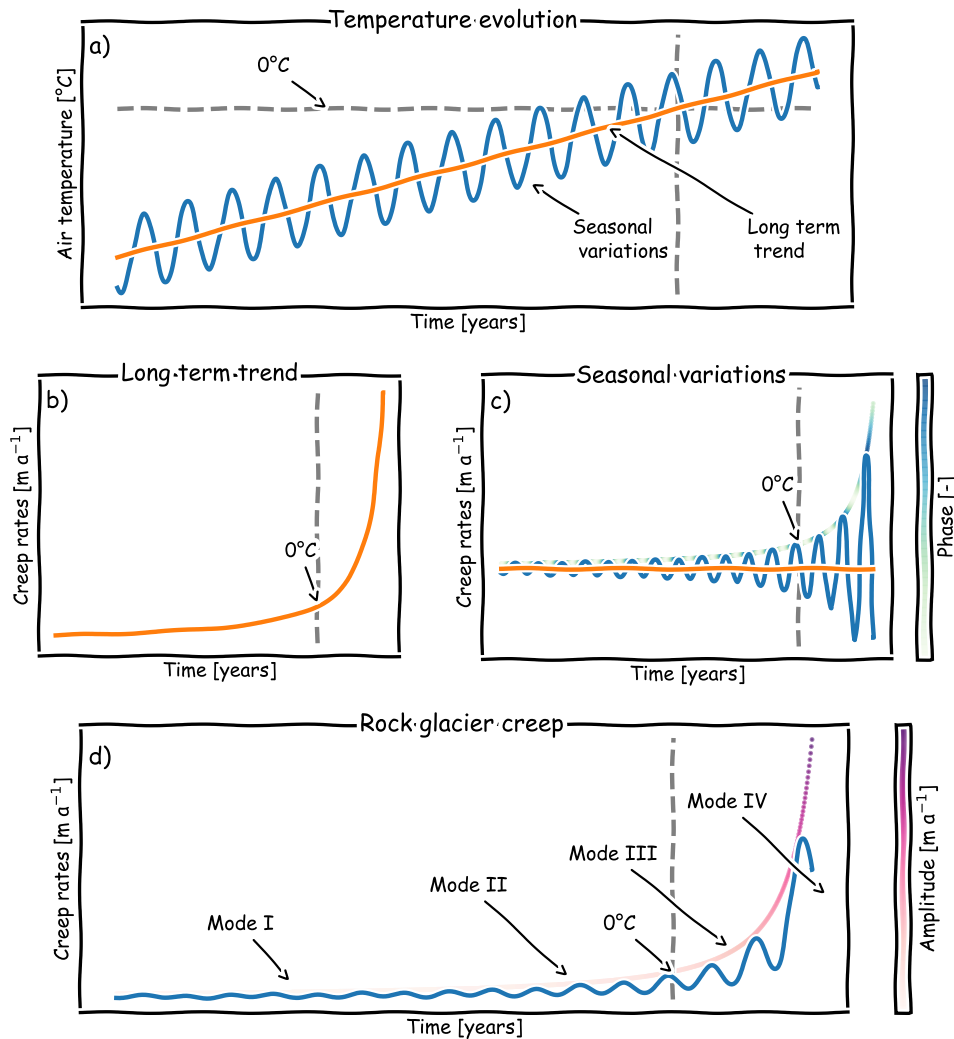 Temperature evolution
a)
0°C
Air temperature [°C]
Seasonal
variations
Long term
trend
Time [years]
Long term trend
b)
Creep rates [m a⁻¹]
0°C
Time [years]
Seasonal variations
c)
Creep rates [m a⁻¹]
0°C
Time [years]
Phase [-]
Rock glacier creep
d)
Creep rates [m a⁻¹]
Mode I
Mode II
Mode III
Mode IV
0°C
Time [years]
Amplitude [m a⁻¹]